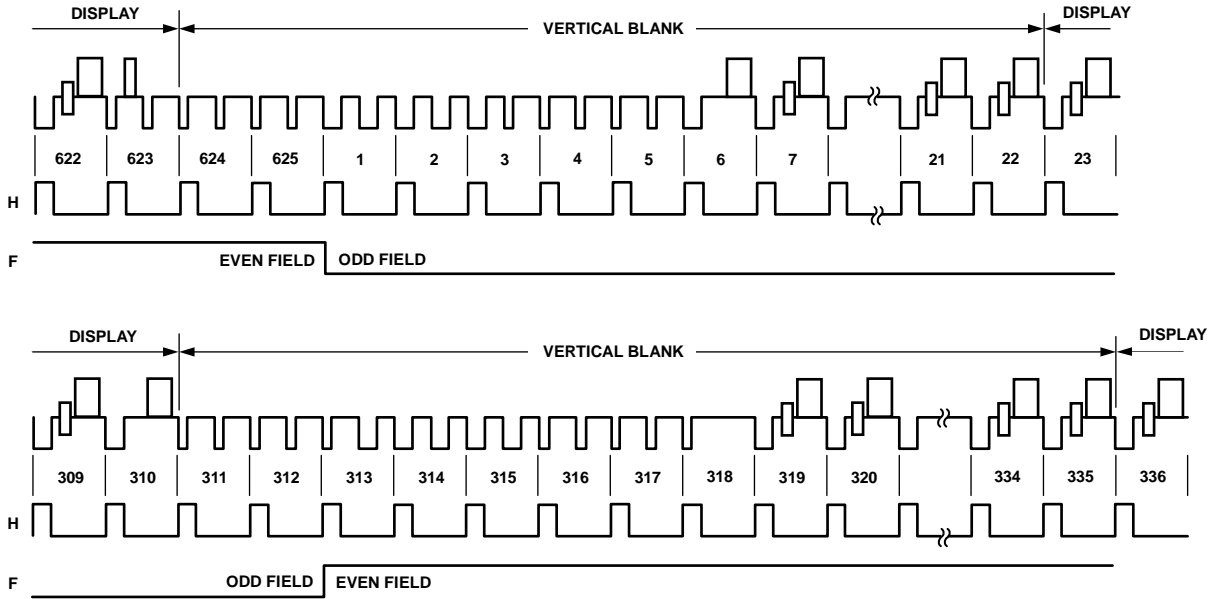 DISPLAY VERTICAL BLANK DISPLAY
622 623 624 625 1 2 3 4 5 6 7 21 22 23
H
F EVEN FIELD ODD FIELD
DISPLAY VERTICAL BLANK DISPLAY
309 310 311 312 313 314 315 316 317 318 319 320 334 335 336
H
F ODD FIELD EVEN FIELD